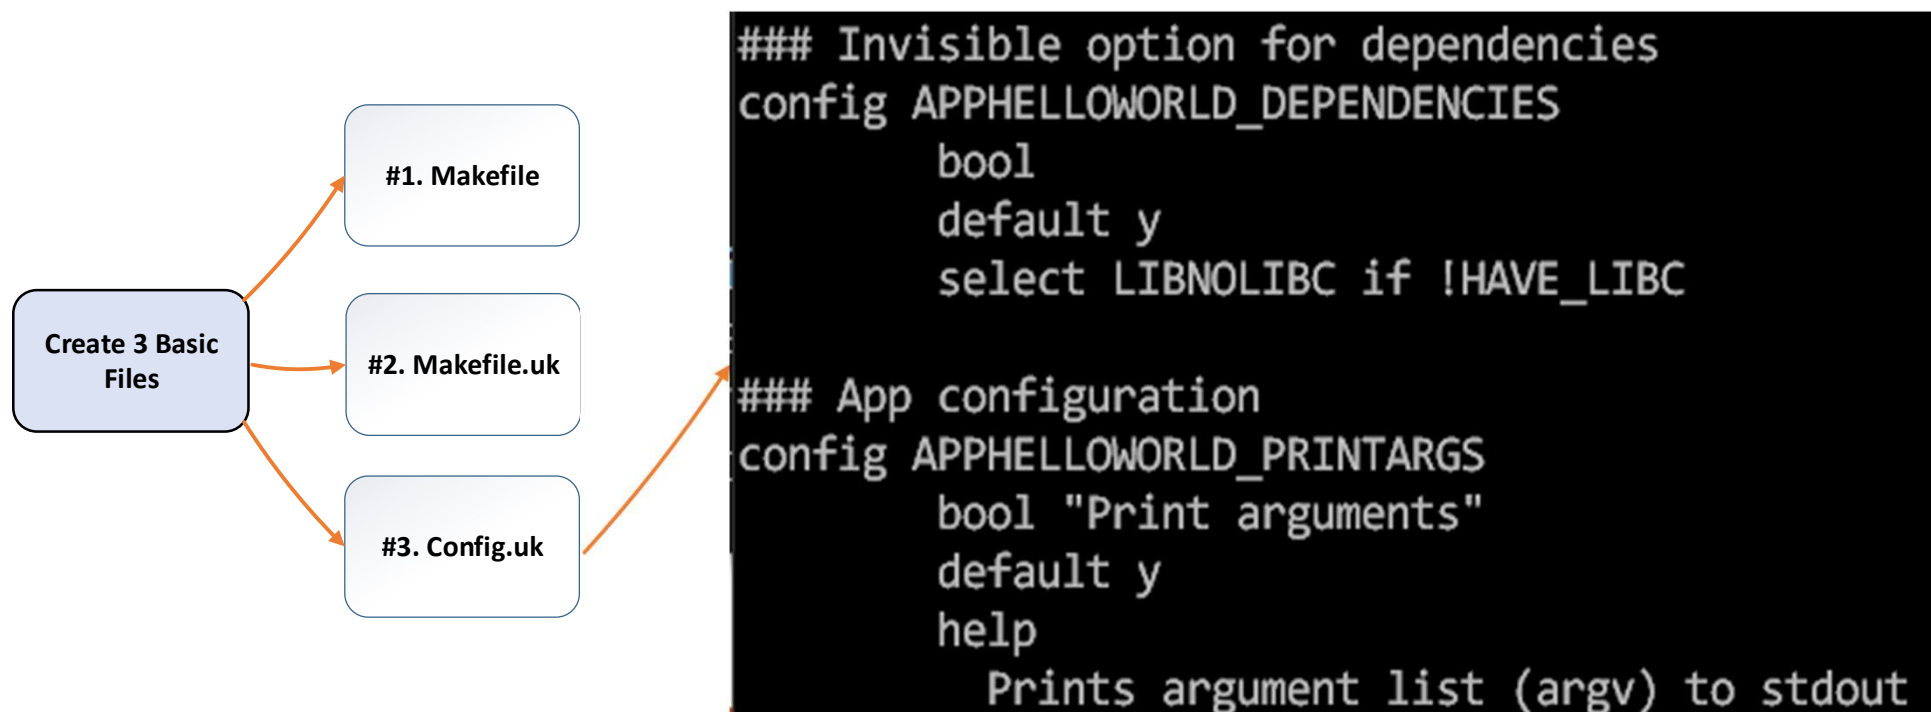 Create 3 Basic
Files
#1. Makefile
#2. Makefile.uk
#3. Config.uk
### Invisible option for dependencies
config APPHELLOWORLD_DEPENDENCIES
bool
default y
select LIBNOLIBC if !HAVE_LIBC
### App configuration
config APPHELLOWORLD_PRINTARGS
bool "Print arguments"
default y
help
Prints argument list (argv) to stdout